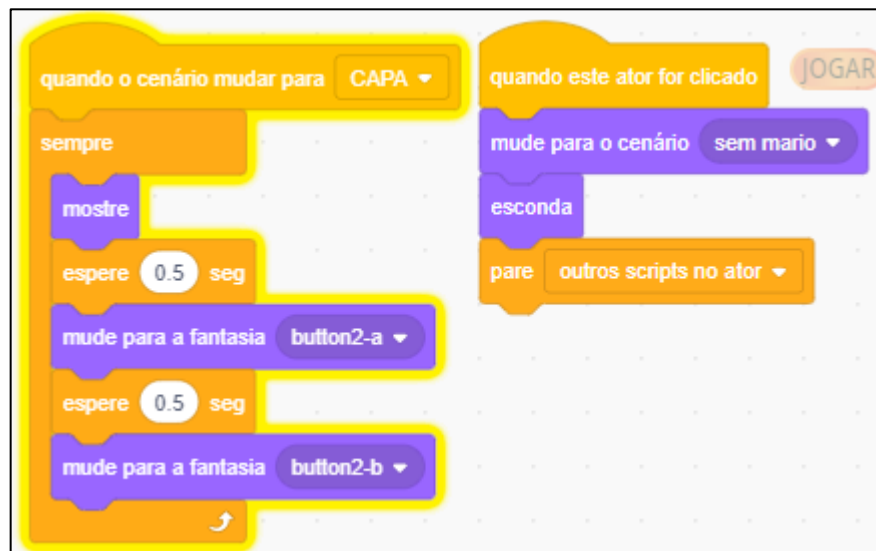 quando o cenário mudar para CAPA
sempre
mostre
espere 0.5 seg
mude para a fantasia button2-a
espere 0.5 seg
mude para a fantasia button2-b
quando este ator for clicado
JOGAR
mude para o cenário sem mario
esconda
pare outros scripts no ator